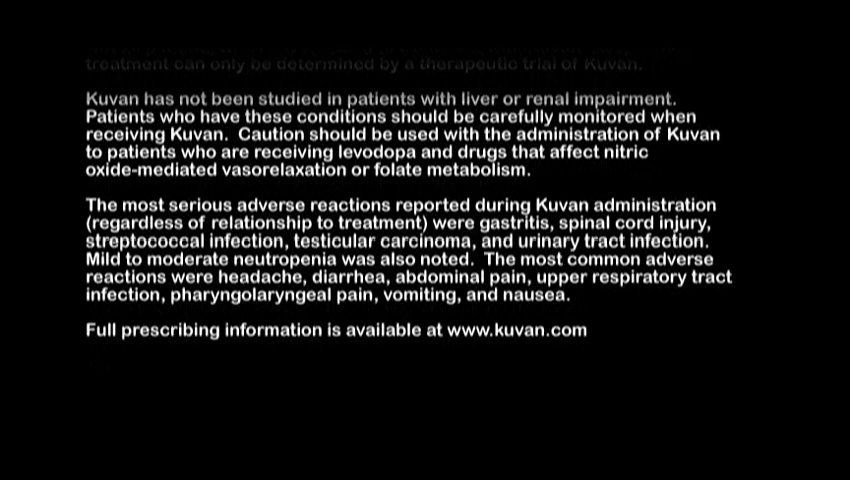 treatment can only be determined by a therapeutic trial of Kuvan.
Kuvan has not been studied in patients with liver or renal impairment.
Patients who have these conditions should be carefully monitored when
receiving Kuvan.  Caution should be used with the administration of Kuvan
to patients who are receiving levodopa and drugs that affect nitric
oxide-mediated vasorelaxation or folate metabolism.
The most serious adverse reactions reported during Kuvan administration
(regardless of relationship to treatment) were gastritis, spinal cord injury,
streptococcal infection, testicular carcinoma, and urinary tract infection.
Mild to moderate neutropenia was also noted.  The most common adverse
reactions were headache, diarrhea, abdominal pain, upper respiratory tract
infection, pharyngolaryngeal pain, vomiting, and nausea.
Full prescribing information is available at www.kuvan.com